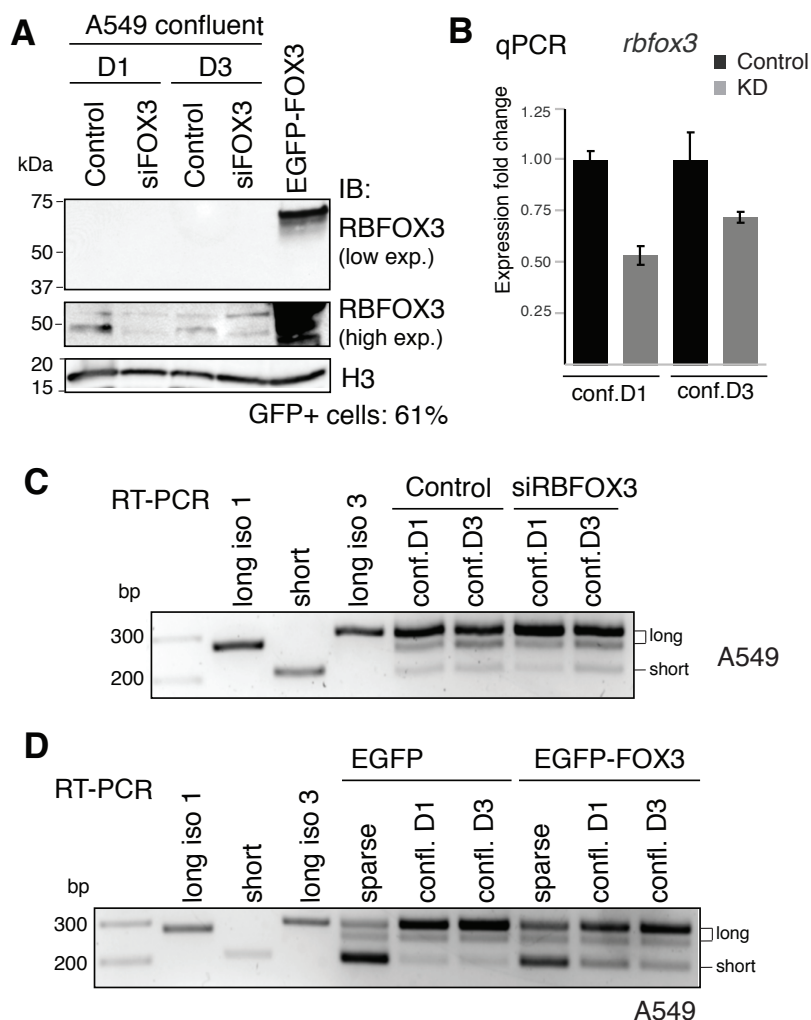 A
A549 confluent
D1 D3
Control siFOX3 Control siFOX3 EGFP-FOX3
kDa
IB:
75
50
37
RBFOX3
(low exp.)
50
RBFOX3
(high exp.)
20
15
H3
GFP+ cells: 61%
B
qPCR rbfox3
Control
KD
Expression fold change
1.25
1.00
0.75
0.50
0.25
conf.D1 conf.D3
C
RT-PCR
long iso 1 short long iso 3
Control siRBFOX3
conf.D1 conf.D3 conf.D1 conf.D3
bp
300
200
long
short
A549
D
RT-PCR
long iso 1 short long iso 3
EGFP EGFP-FOX3
sparse confl. D1 confl. D3 sparse confl. D1 confl. D3
bp
300
200
long
short
A549